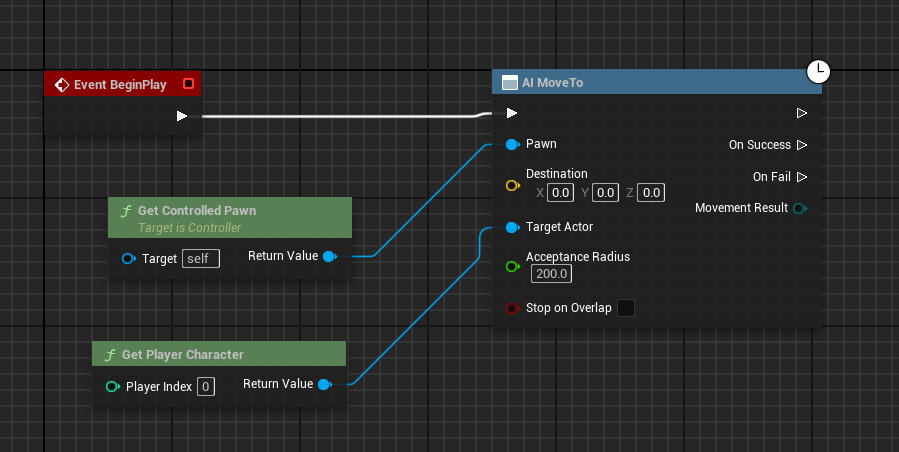 Event BeginPlay
AI MoveTo
Pawn
On Success
Destination
X 0.0 Y 0.0 Z 0.0
On Fail
Movement Result
Target Actor
Acceptance Radius
200.0
Stop on Overlap
f Get Controlled Pawn
Target is Controller
Target self Return Value
f Get Player Character
Player Index 0 Return Value